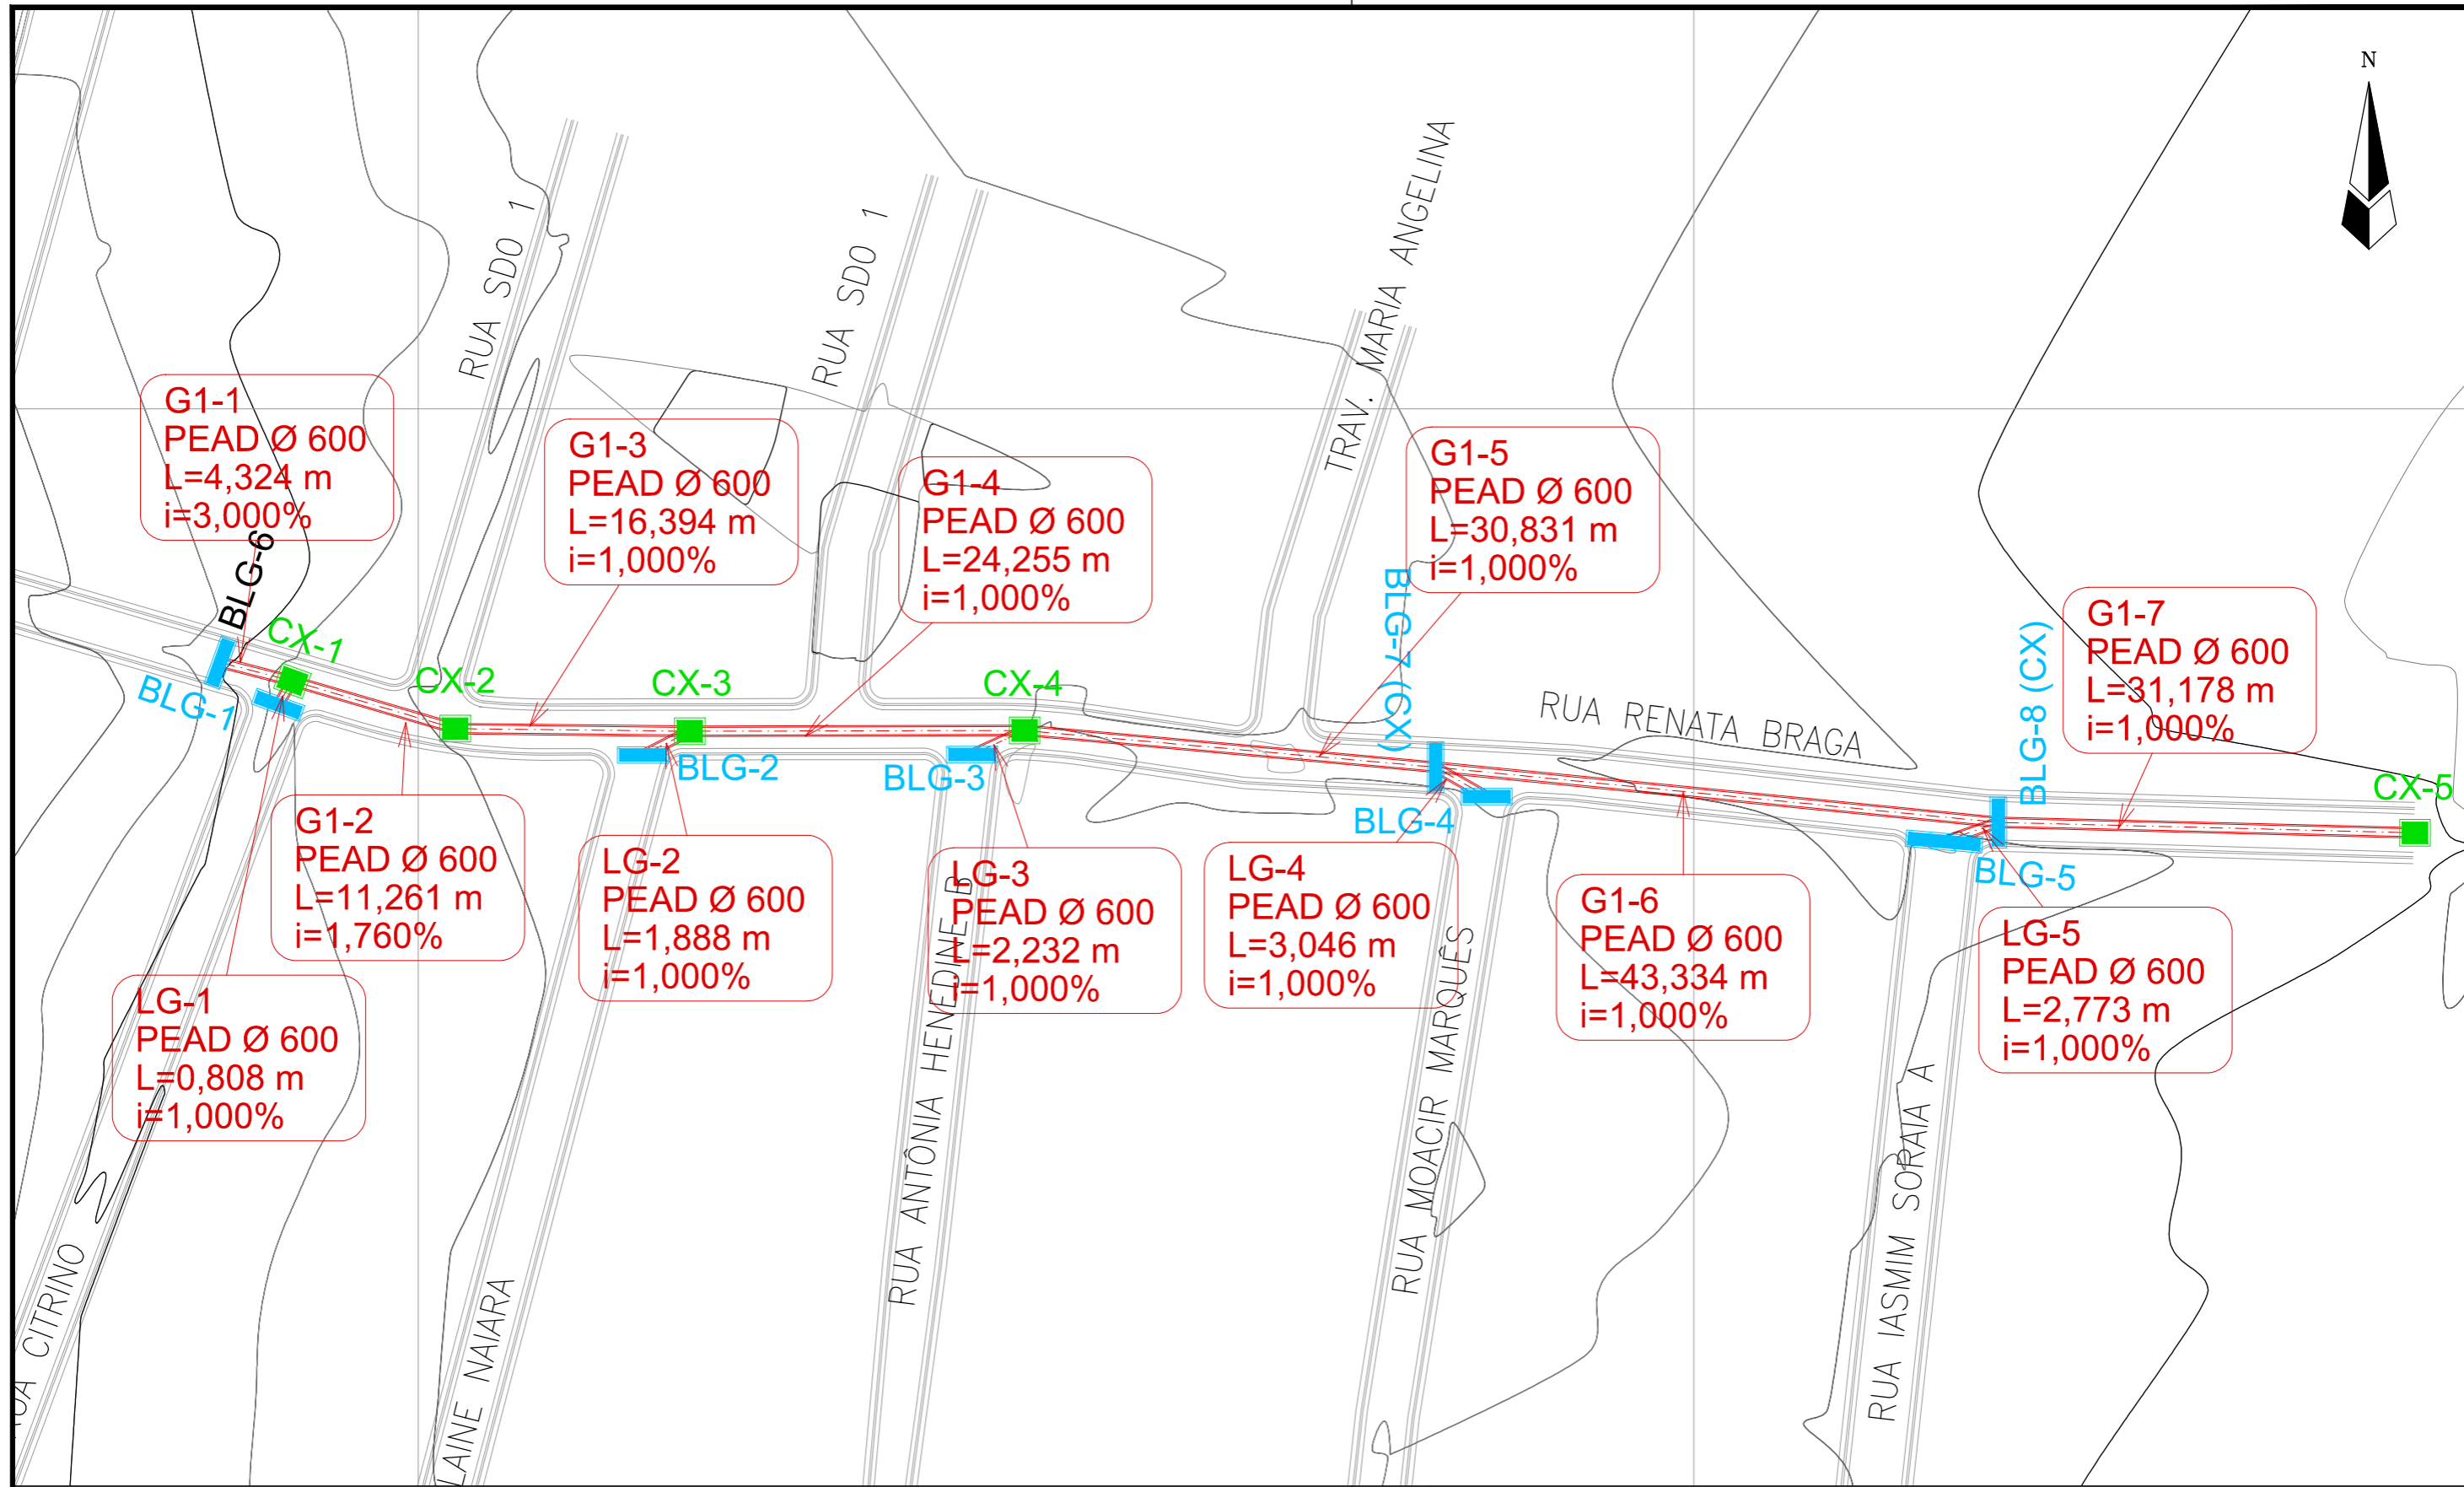 N
RUA SD0 1
RUA SD0 1
TRAV. MARIA ANGELINA
G1-1
PEAD Ø 600
L=4,324 m
i=3,000%
G1-3
PEAD Ø 600
L=16,394 m
i=1,000%
G1-4
PEAD Ø 600
L=24,255 m
i=1,000%
G1-5
PEAD Ø 600
L=30,831 m
i=1,000%
G1-7
PEAD Ø 600
L=31,178 m
i=1,000%
BLG-6
CX-1
BLG-1
CX-2
CX-3
CX-4
BLG-7 (CX)
RUA RENATA BRAGA
BLG-8 (CX)
CX-5
BLG-2
BLG-3
BLG-4
BLG-5
G1-2
PEAD Ø 600
L=11,261 m
i=1,760%
LG-2
PEAD Ø 600
L=1,888 m
i=1,000%
LG-3
PEAD Ø 600
L=2,232 m
i=1,000%
LG-4
PEAD Ø 600
L=3,046 m
i=1,000%
G1-6
PEAD Ø 600
L=43,334 m
i=1,000%
LG-5
PEAD Ø 600
L=2,773 m
i=1,000%
LG-1
PEAD Ø 600
L=0,808 m
i=1,000%
RUA CITRINO
LAINE NAIARA
RUA ANTÔNIA HENEDINE B
RUA MOACIR MARQUÊS
RUA IASMIM SORAIA A